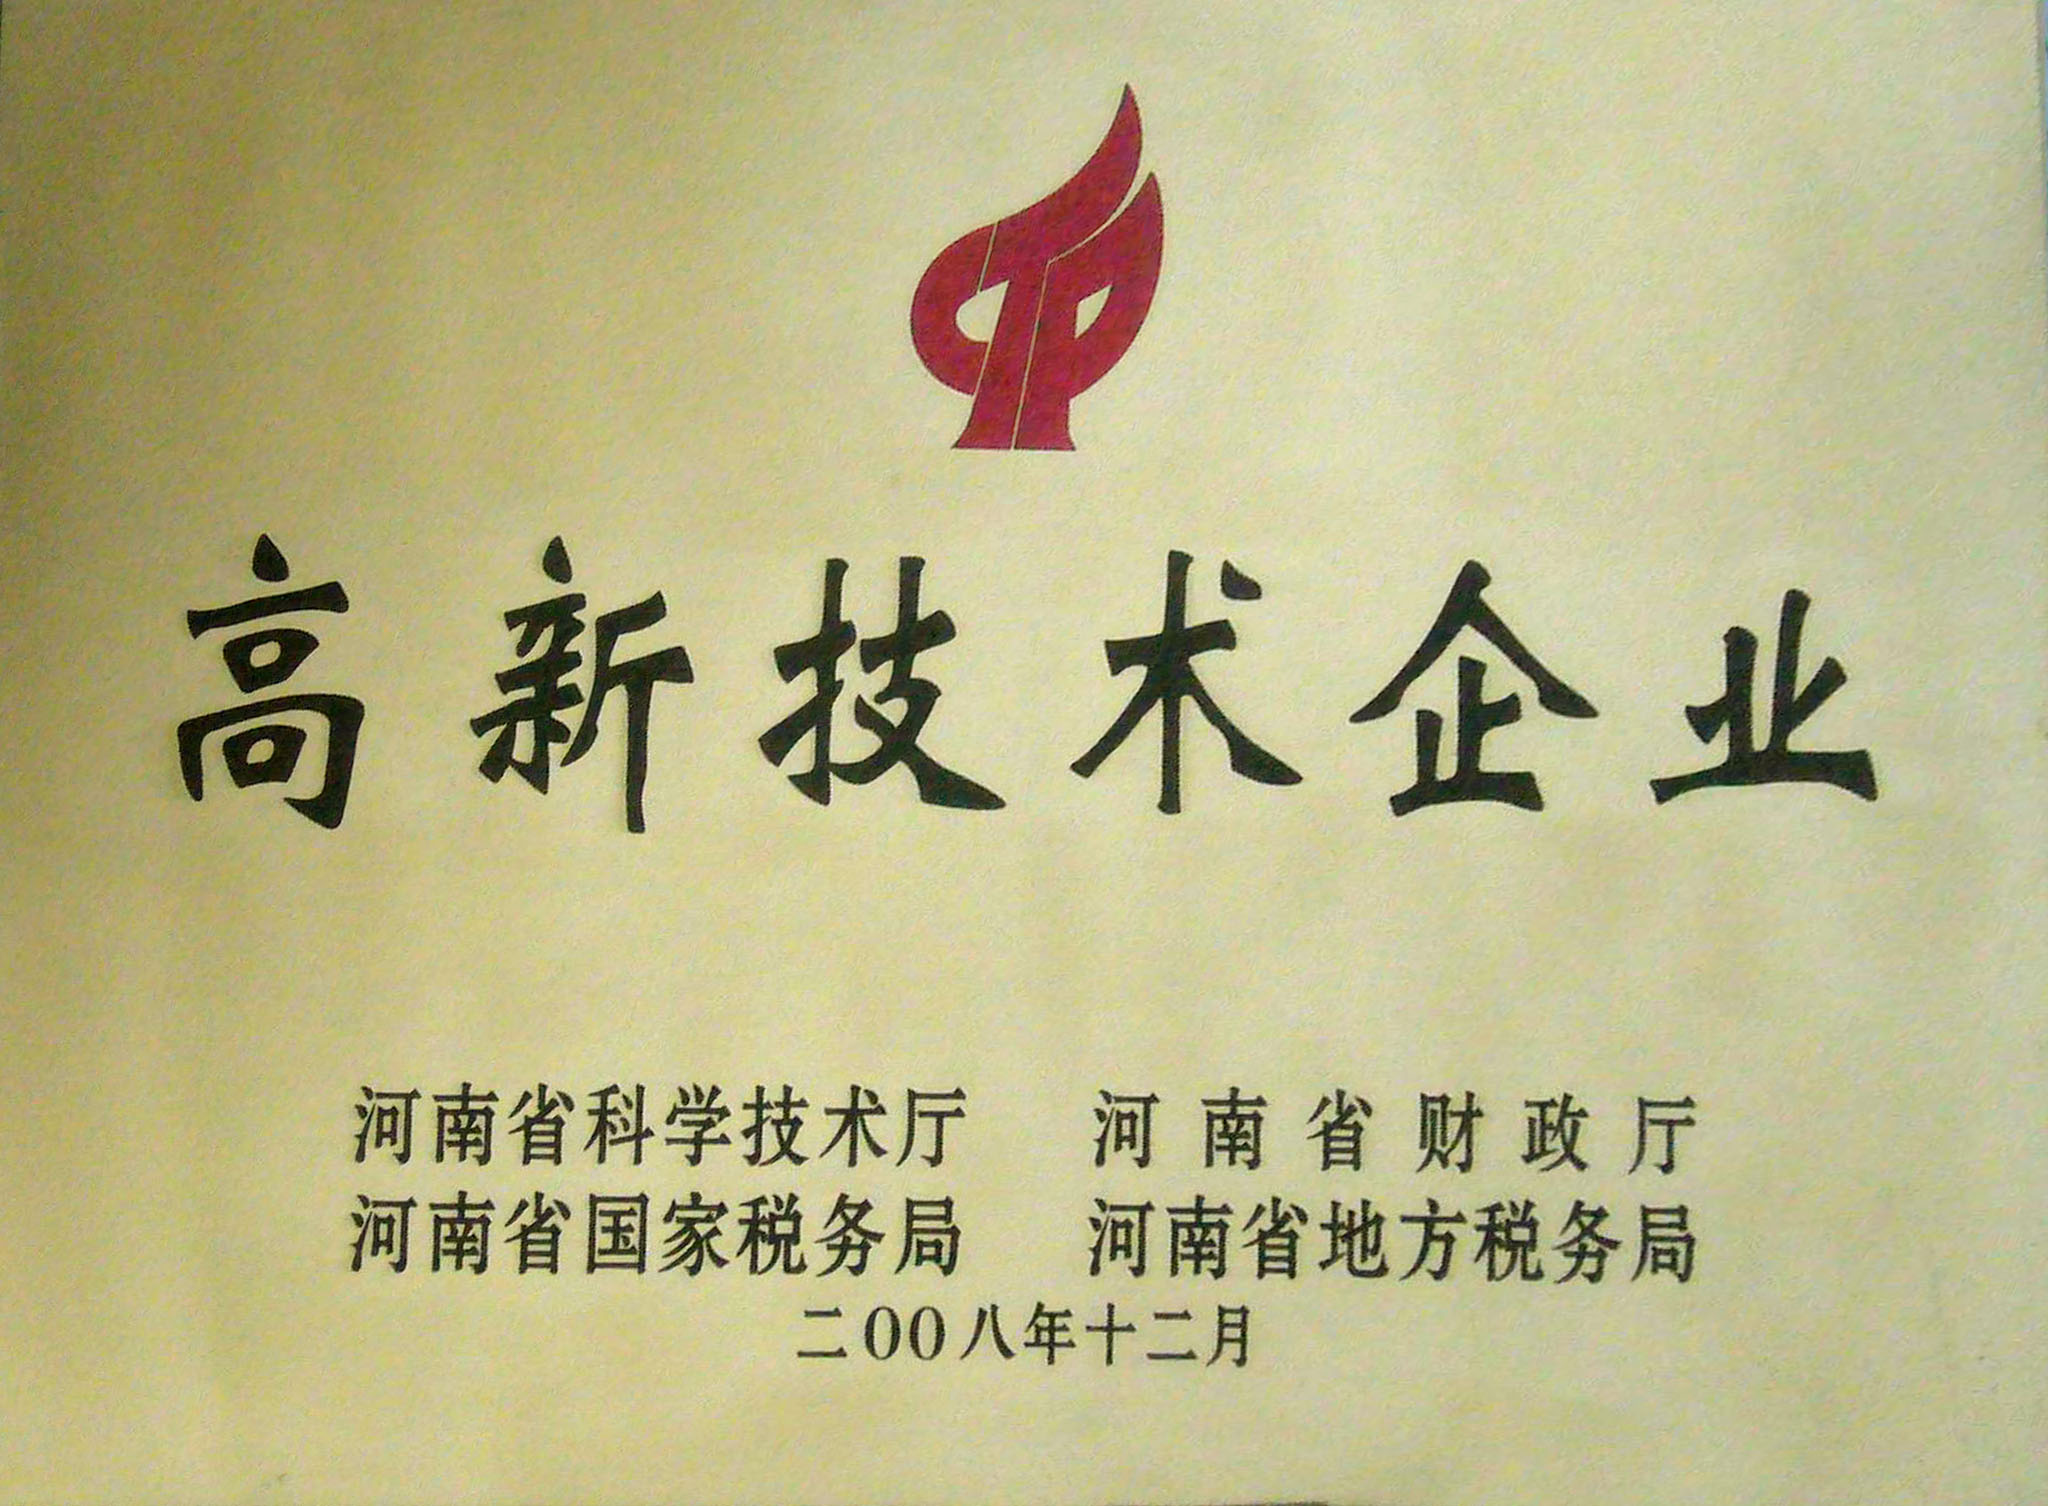 高新技术企业
河南省科学技术厅 河南省财政厅
河南省国家税务局 河南省地方税务局
二00八年十二月